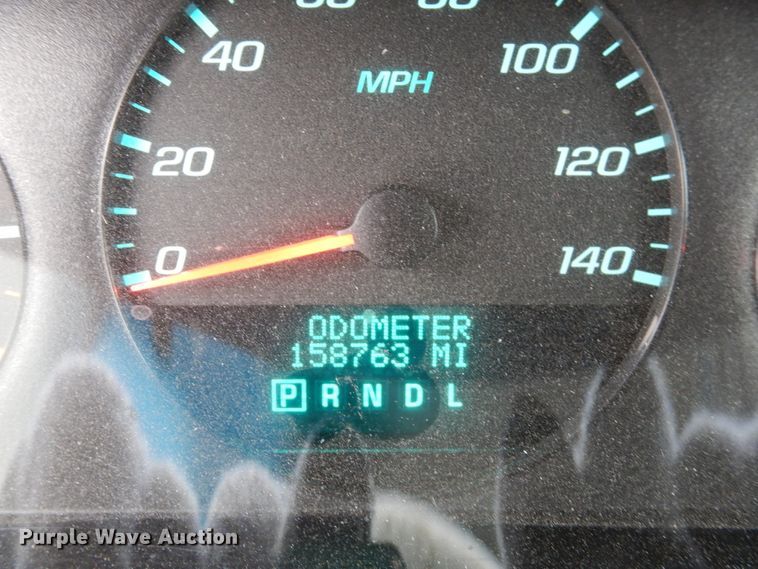 40
100
MPH
20
120
0
140
ODOMETER
158763 MI
P R N D L
Purple Wave Auction